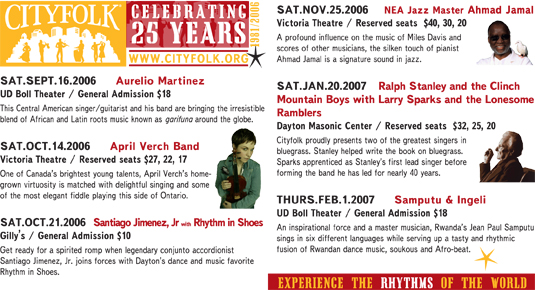 CITYFOLK
CELEBRATING
25 YEARS
1981/2006
WWW.CITYFOLK.ORG
SAT.SEPT.16.2006 Aurelio Martinez
UD Boll Theater / General Admission $18
This Central American singer/guitarist and his band are bringing the irresistible
blend of African and Latin roots music known as garifuna around the globe.
SAT.OCT.14.2006 April Verch Band
Victoria Theatre / Reserved seats $27, 22, 17
One of Canada's brightest young talents, April Verch's home-
grown virtuosity is matched with delightful singing and some
of the most elegant fiddle playing this side of Ontario.
SAT.OCT.21.2006 Santiago Jimenez, Jr with Rhythm in Shoes
Gilly's / General Admission $10
Get ready for a spirited romp when legendary conjunto accordionist
Santiago Jimenez, Jr. joins forces with Dayton's dance and music favorite
Rhythm in Shoes.
SAT.NOV.25.2006 NEA Jazz Master Ahmad Jamal
Victoria Theatre / Reserved seats $40, 30, 20
A profound influence on the music of Miles Davis and
scores of other musicians, the silken touch of pianist
Ahmad Jamal is a signature sound in jazz.
SAT.JAN.20.2007 Ralph Stanley and the Clinch
Mountain Boys with Larry Sparks and the Lonesome
Ramblers
Dayton Masonic Center / Reserved seats $32, 25, 20
Cityfolk proudly presents two of the greatest singers in
bluegrass. Stanley helped write the book on bluegrass.
Sparks apprenticed as Stanley's first lead singer before
forming the band he has led for nearly 40 years.
THURS.FEB.1.2007 Samputu & Ingeli
UD Boll Theater / General Admission $18
An inspirational force and a master musician, Rwanda's Jean Paul Samputu
sings in six different languages while serving up a tasty and rhythmic
fusion of Rwandan dance music, soukous and Afro-beat.
EXPERIENCE THE RHYTHMS OF THE WORLD